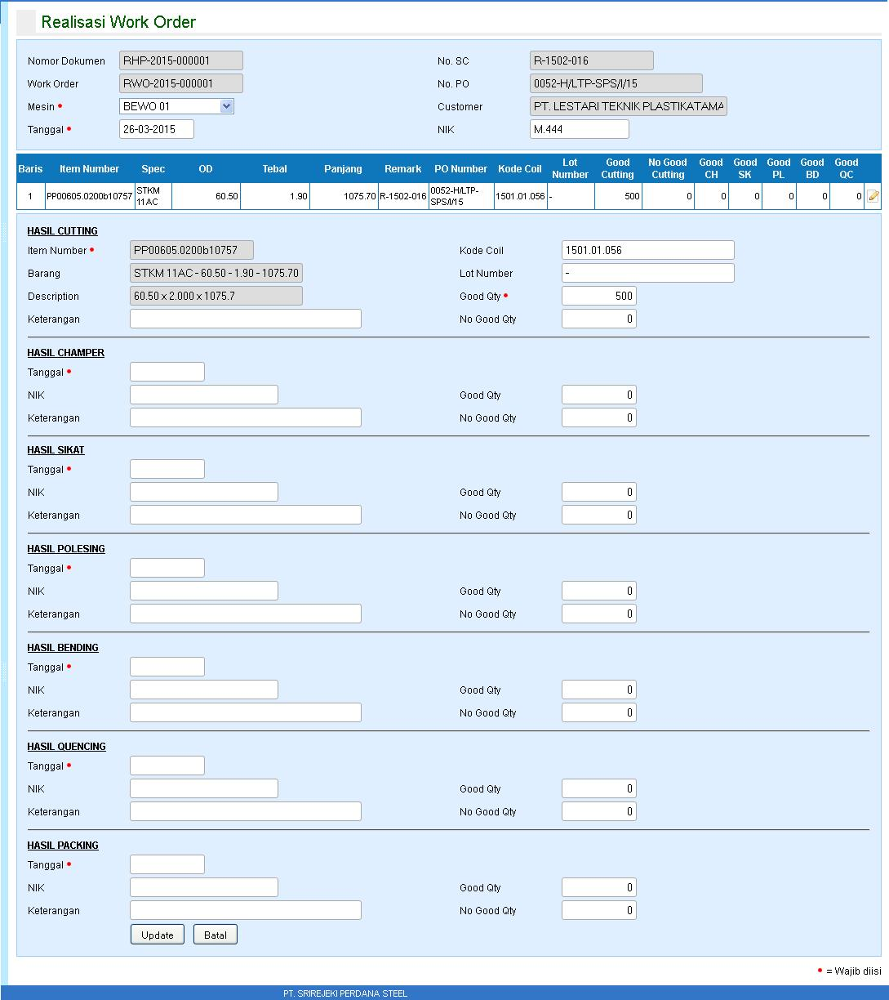 Realisasi Work Order
Nomor Dokumen RHP-2015-000001 No. SC R-1502-016
Work Order RWO-2015-000001 No. PO 0052-H/LTP-SPS/I/15
Mesin • BEWO 01 Customer PT. LESTARI TEKNIK PLASTIKATAMA
Tanggal • 26-03-2015 NIK M.444
Baris Item Number Spec OD Tebal Panjang Remark PO Number Kode Coil Lot Number Good Cutting No Good Cutting Good CH Good SK Good PL Good BD Good QC
1 PP00605.0200b10757 STKM 11AC 60.50 1.90 1075.70 R-1502-016 0052-H/LTP-SPS/I/15 1501.01.056 - 500 0 0 0 0 0 0
HASIL CUTTING
Item Number • PP00605.0200b10757 Kode Coil 1501.01.056
Barang STKM 11AC - 60.50 - 1.90 - 1075.70 Lot Number -
Description 60.50 x 2.000 x 1075.7 Good Qty • 500
Keterangan No Good Qty 0
HASIL CHAMPER
Tanggal •
NIK Good Qty 0
Keterangan No Good Qty 0
HASIL SIKAT
Tanggal •
NIK Good Qty 0
Keterangan No Good Qty 0
HASIL POLESING
Tanggal •
NIK Good Qty 0
Keterangan No Good Qty 0
HASIL BENDING
Tanggal •
NIK Good Qty 0
Keterangan No Good Qty 0
HASIL QUENCING
Tanggal •
NIK Good Qty 0
Keterangan No Good Qty 0
HASIL PACKING
Tanggal •
NIK Good Qty 0
Keterangan No Good Qty 0
Update Batal
• = Wajib diisi
PT. SRIREJEKI PERDANA STEEL